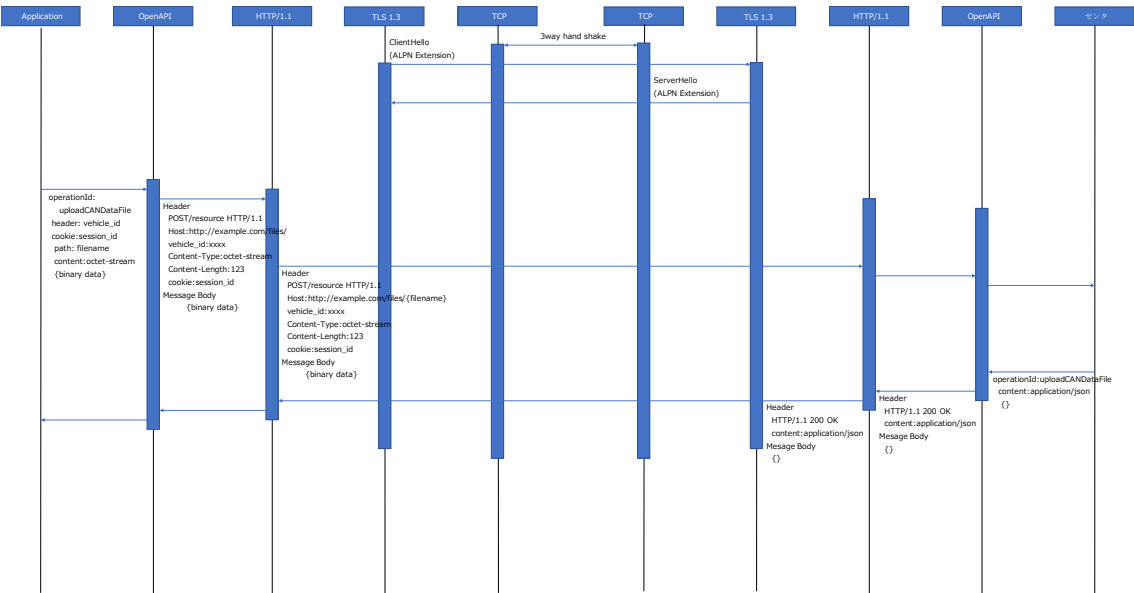 Application
OpenAPI
HTTP/1.1
TLS 1.3
TCP
TCP
TLS 1.3
HTTP/1.1
OpenAPI
センタ
3way hand shake
ClientHello
(ALPN Extension)
ServerHello
(ALPN Extension)
operationId:
uploadCANDataFile
header: vehicle_id
cookie:session_id
path: filename
content:octet-stream
{binary data}
Header
POST/resource HTTP/1.1
Host:http://example.com/files/
vehicle_id:xxxx
Content-Type:octet-stream
Content-Length:123
cookie:session_id
Message Body
{binary data}
Header
POST/resource HTTP/1.1
Host:http://example.com/files/{filename}
vehicle_id:xxxx
Content-Type:octet-stream
Content-Length:123
cookie:session_id
Message Body
{binary data}
operationId:uploadCANDataFile
content:application/json
{}
Header
HTTP/1.1 200 OK
content:application/json
Mesage Body
{}
Header
HTTP/1.1 200 OK
content:application/json
Mesage Body
{}